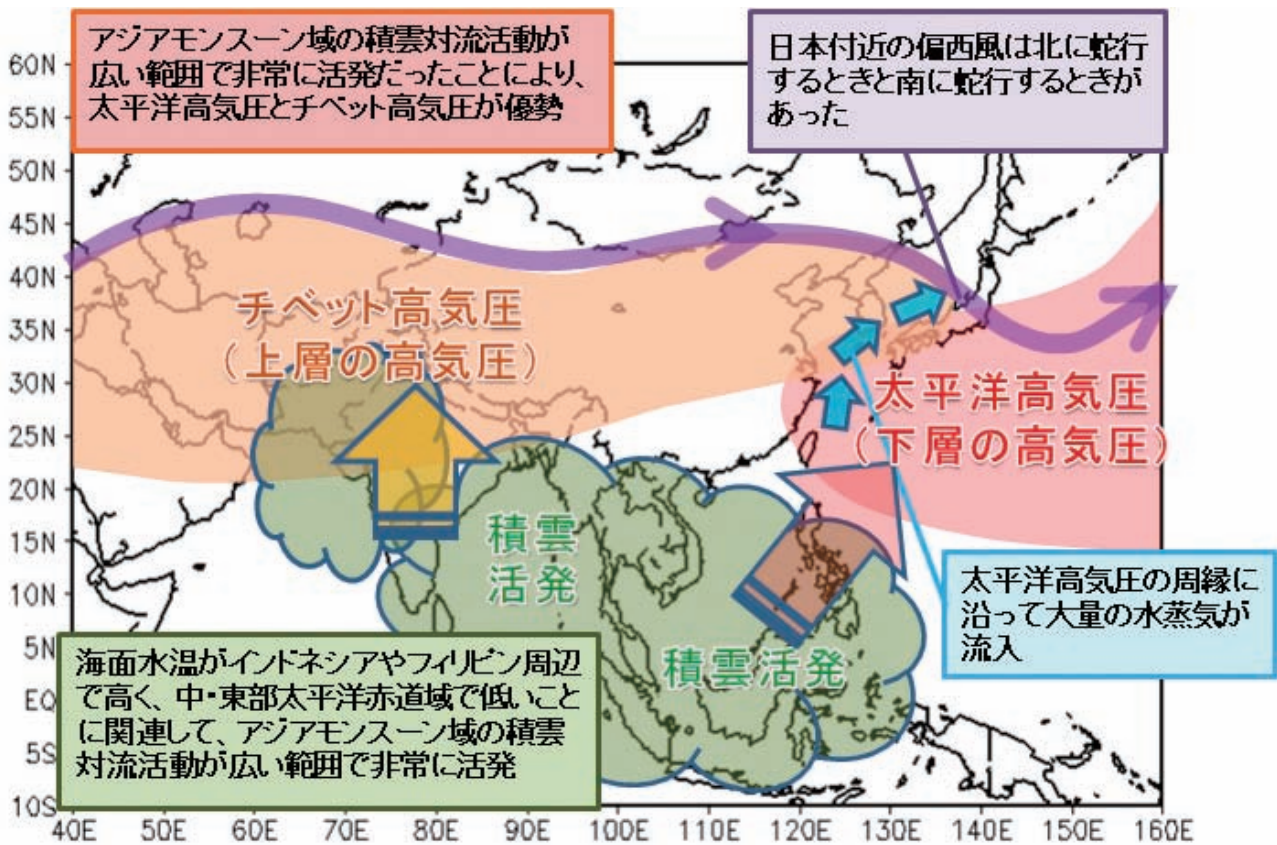 アジアモンスーン域の積雲対流活動が
広い範囲で非常に活発だったことにより、
太平洋高気圧とチベット高気圧が優勢
日本付近の偏西風は北に蛇行
するときと南に蛇行するときが
あった
60N
55N
50N
45N
40N
35N
30N
25N
20N
15N
10N
5N
EQ
5S
10S
チベット高気圧
（上層の高気圧）
太平洋高気圧
（下層の高気圧）
積雲
活発
積雲活発
太平洋高気圧の周縁に
沿って大量の水蒸気が
流入
海面水温がインドネシアやフィリピン周辺
で高く、中・東部太平洋赤道域で低いこと
に関連して、アジアモンスーン域の積雲
対流活動が広い範囲で非常に活発
40E 50E 60E 70E 80E 90E 100E 110E 120E 130E 140E 150E 160E